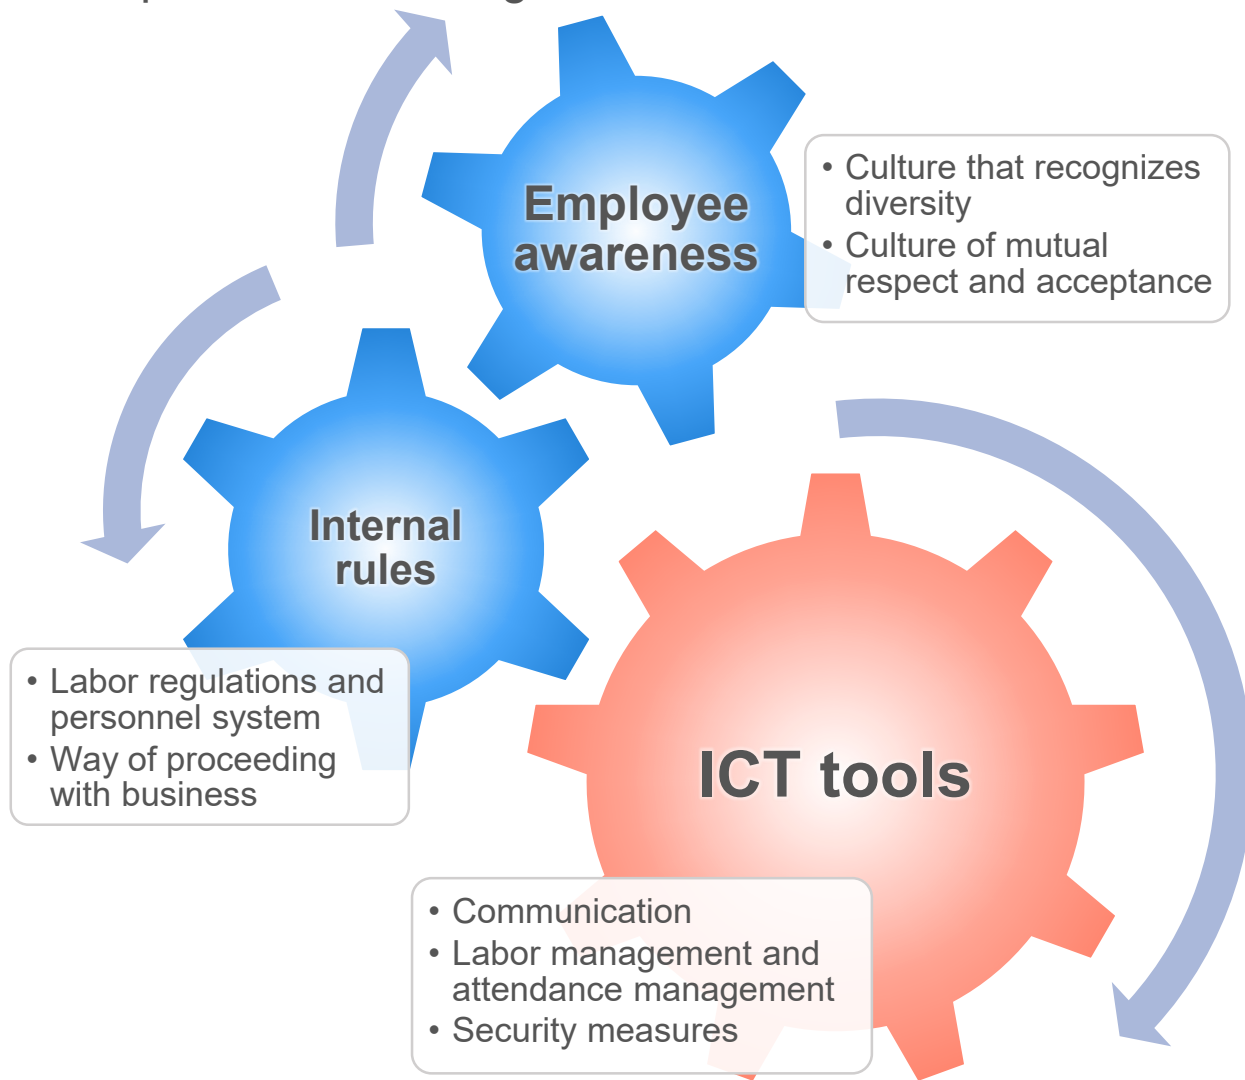 Employee
awareness
• Culture that recognizes
diversity
• Culture of mutual
respect and acceptance
Internal
rules
• Labor regulations and
personnel system
• Way of proceeding
with business
ICT tools
• Communication
• Labor management and
attendance management
• Security measures